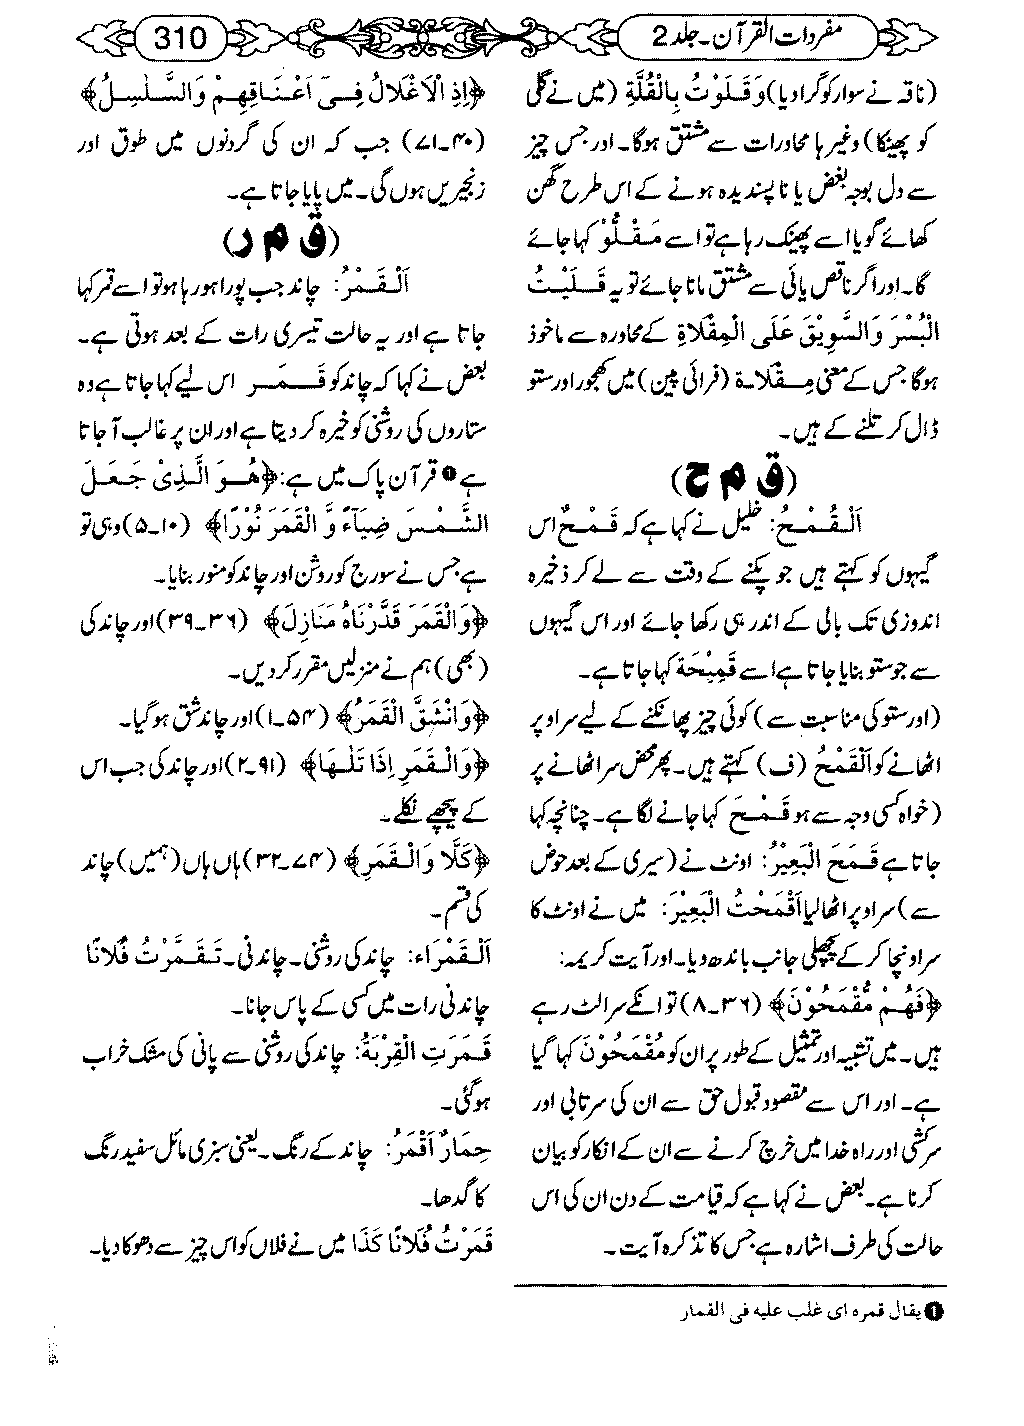 مفردات القرآن ـ جلد 2
310
(ناقہ نے سوار کو گرا دیا) وَقَلَوْتُ بِالْقُلَّةِ (میں نے گلی
کو پھینکا) وغیرہا محاورات سے مشتق ہوگا۔ اور جس چیز
سے دل بوجہ بغض یا ناپسندیدہ ہونے کے اس طرح گھن
کھائے گویا اسے پھینک رہا ہے تو اسے مَقْلُوٌّ کہا جائے
گا۔ اور اگر ناقص یائی سے مشتق مانا جائے تو یہ قَلَيْتُ
الْبُسْرَ وَالسَّوِيْقَ عَلَى الْمِقْلَاةِ کے محاورہ سے ماخوذ
ہوگا جس کے معنی مِقْلَاة (فرائی پین) میں کھجور اور ستو
ڈال کر تلنے کے ہیں۔
(ق م ح)
اَلْقُمْحُ: خلیل نے کہا ہے کہ قَمْحٌ اس
گیہوں کو کہتے ہیں جو پکنے کے وقت سے لے کر ذخیرہ
اندوزی تک بالی کے اندر ہی رکھا جائے اور اس گیہوں
سے جو ستو بنایا جاتا ہے اسے قَمِيْحَة کہا جاتا ہے۔
(اور ستو کی مناسبت سے) کوئی چیز پھانکنے کے لیے سر اوپر
اٹھانے کو اَلْقَمْحُ (ف) کہتے ہیں۔ پھر محض سر اٹھانے پر
(خواہ کسی وجہ سے ہو قَمْحٌ کہا جانے لگا ہے۔ چنانچہ کہا
جاتا ہے قَمَحَ الْبَعِيْرُ: اونٹ نے (سیری کے بعد حوض
سے) سر اوپر اٹھا لیا اَقْمَحْتُ الْبَعِيْرَ: میں نے اونٹ کا
سر اونچا کر کے پچھلی جانب باندھ دیا۔ اور آیت کریمہ:
﴿فَهُمْ مُّقْمَحُوْنَ﴾ (۳۶۔۸) تو انکے سر الٹ رہے
ہیں۔ میں تشبیہ اور تمثیل کے طور پر ان کو مُقْمَحُوْنَ کہا گیا
ہے۔ اور اس سے مقصود قبول حق سے ان کی سرتابی اور
سرکشی اور راہ خدا میں خرچ کرنے سے ان کے انکار کو بیان
کرنا ہے۔ بعض نے کہا ہے کہ قیامت کے دن ان کی اس
حالت کی طرف اشارہ ہے جس کا تذکرہ آیت۔
❶ یقال قمره ای غلب علیه فی القمار
﴿اِذِ الْاَغْلَالُ فِىٓ اَعْنَاقِهِمْ وَالسَّلٰسِلُ﴾
(۴۰۔۷۱) جب کہ ان کی گردنوں میں طوق اور
زنجیریں ہوں گی۔ میں پایا جاتا ہے۔
(ق م ر)
اَلْقَمْرُ: چاند جب پورا ہو رہا ہو تو اسے قمر کہا
جاتا ہے اور یہ حالت تیسری رات کے بعد ہوتی ہے۔
بعض نے کہا کہ چاند کو قَمَر اس لیے کہا جاتا ہے وہ
ستاروں کی روشنی کو خیرہ کر دیتا ہے اور ان پر غالب آ جاتا
ہے❶ قرآن پاک میں ہے: ﴿هُوَ الَّذِىْ جَعَلَ
الشَّمْسَ ضِيَآءً وَّ الْقَمَرَ نُوْرًا﴾ (۱۰۔۵) وہی تو
ہے جس نے سورج کو روشن اور چاند کو منور بنایا۔
﴿وَالْقَمَرَ قَدَّرْنَاهُ مَنَازِلَ﴾ (۳۶۔۳۹) اور چاند کی
(بھی) ہم نے منزلیں مقرر کر دیں۔
﴿وَانْشَقَّ الْقَمَرُ﴾ (۵۴۔۱) اور چاند شق ہو گیا۔
﴿وَالْقَمَرِ اِذَا تَلٰهَا﴾ (۹۱۔۲) اور چاند کی جب اس
کے پیچھے نکلے۔
﴿كَلَّا وَالْقَمَرِ﴾ (۷۴۔۳۲) ہاں ہاں (ہمیں) چاند
کی قسم۔
اَلْقَمْرَاء: چاند کی روشنی۔ چاندنی۔ تَقَمَّرْتُ فُلَانًا
چاندنی رات میں کسی کے پاس جانا۔
قَمَرَتِ الْقِرْبَةُ: چاند کی روشنی سے پانی کی مشک خراب
ہوگئی۔
حِمَارٌ اَقْمَرُ: چاند کے رنگ۔ یعنی سبزی مائل سفید رنگ
کا گدھا۔
قَمَرْتُ فُلَانًا كَذَا میں نے فلاں کو اس چیز سے دھوکا دیا۔